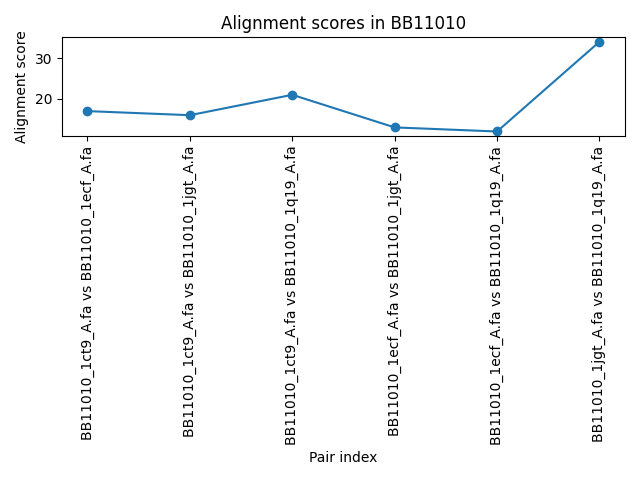 Alignment scores in BB11010
Alignment score
30
20
BB11010_1ct9_A.fa vs BB11010_1ecf_A.fa
BB11010_1ct9_A.fa vs BB11010_1jgt_A.fa
BB11010_1ct9_A.fa vs BB11010_1q19_A.fa
BB11010_1ecf_A.fa vs BB11010_1jgt_A.fa
BB11010_1ecf_A.fa vs BB11010_1q19_A.fa
BB11010_1jgt_A.fa vs BB11010_1q19_A.fa
Pair index